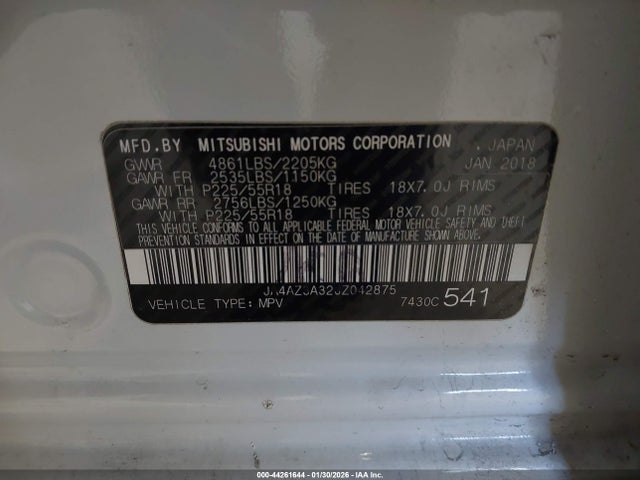 MFD.BY MITSUBISHI MOTORS CORPORATION , JAPAN
GVWR 4861LBS/2205KG JAN 2018
GAWR FR 2535LBS/1150KG
WITH P225/55R18 TIRES 18X7.0J RIMS
GAWR RR 2756LBS/1250KG
WITH P225/55R18 TIRES 18X7.0J RIMS
THIS VEHICLE CONFORMS TO ALL APPLICABLE FEDERAL MOTOR VEHICLE SAFETY AND THEFT
PREVENTION STANDARDS IN EFFECT ON THE DATE OF MANUFACTURE SHOWN ABOVE.
VEHICLE TYPE: MPV 7430C 541
© - 44261644 - 01/30/2026 - IAA Inc.